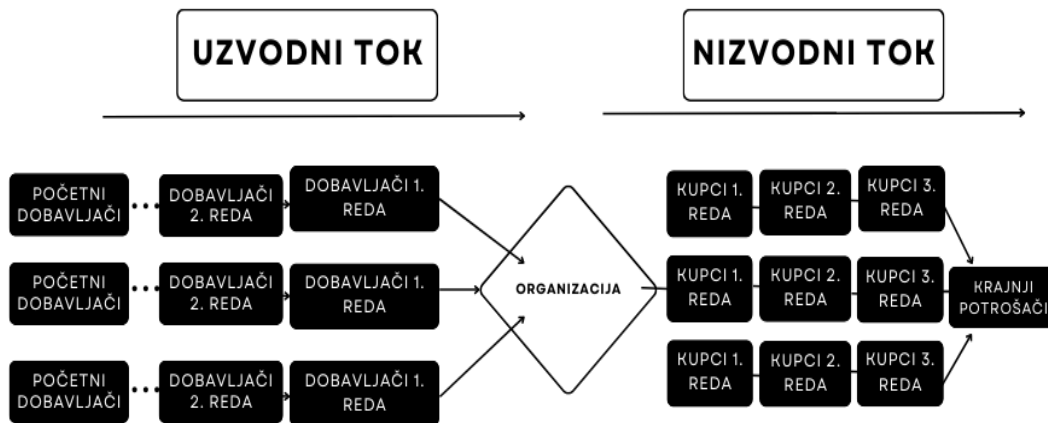 UZVODNI TOK
NIZVODNI TOK
POČETNI
DOBAVLJAČI
DOBAVLJAČI
2. REDA
DOBAVLJAČI 1.
REDA
KUPCI 1.
REDA
KUPCI 2.
REDA
KUPCI 3.
REDA
POČETNI
DOBAVLJAČI
DOBAVLJAČI
2. REDA
DOBAVLJAČI 1.
REDA
ORGANIZACIJA
KUPCI 1.
REDA
KUPCI 2.
REDA
KUPCI 3.
REDA
KRAJNJI
POTROŠAČI
POČETNI
DOBAVLJAČI
DOBAVLJAČI
2. REDA
DOBAVLJAČI 1.
REDA
KUPCI 1.
REDA
KUPCI 2.
REDA
KUPCI 3.
REDA